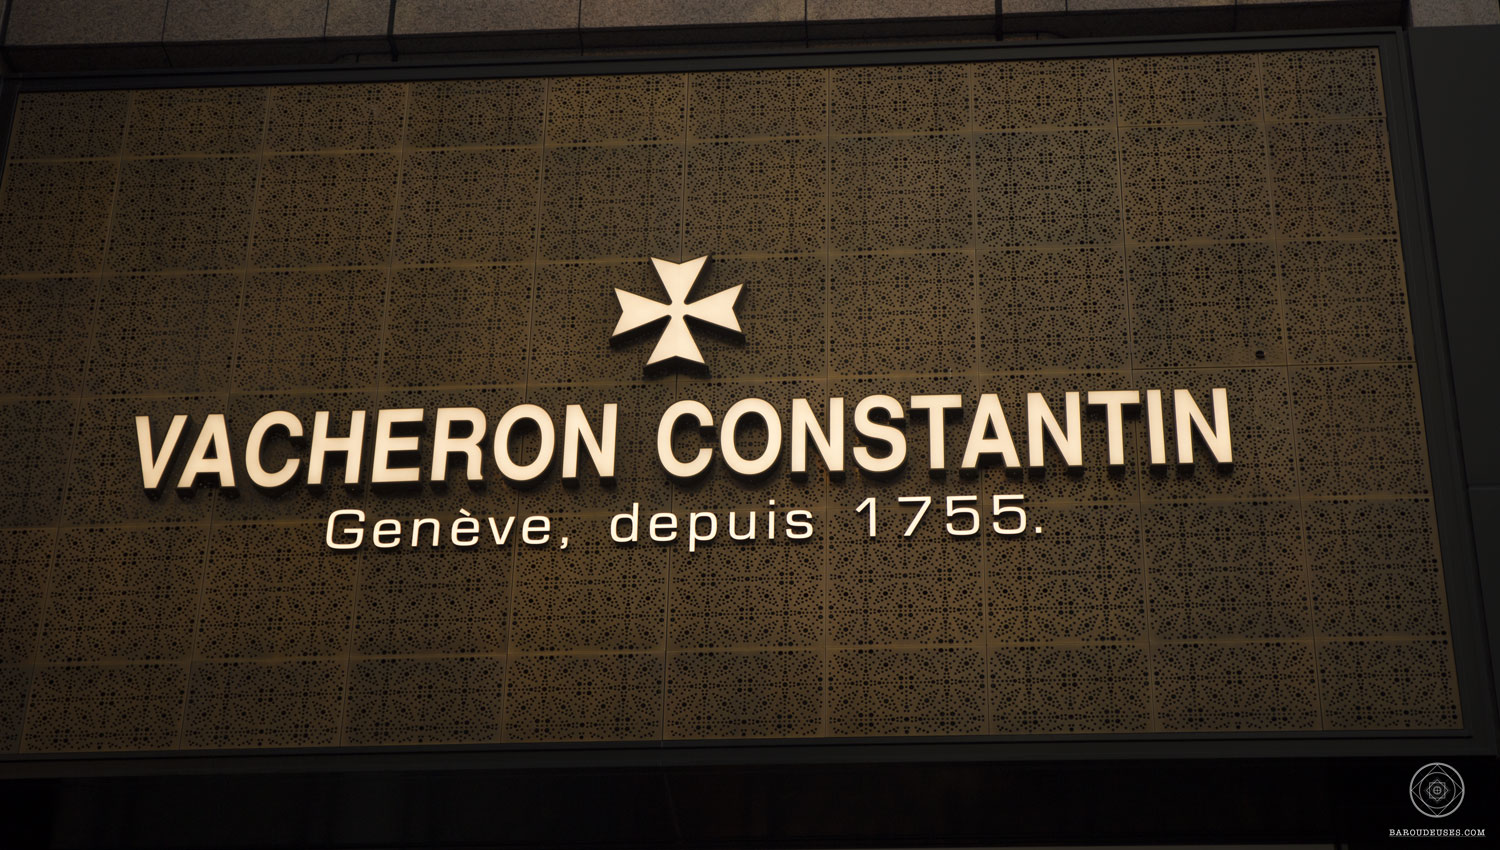 VACHERON CONSTANTIN
Genève, depuis 1755.
BAROUDEUSES.COM